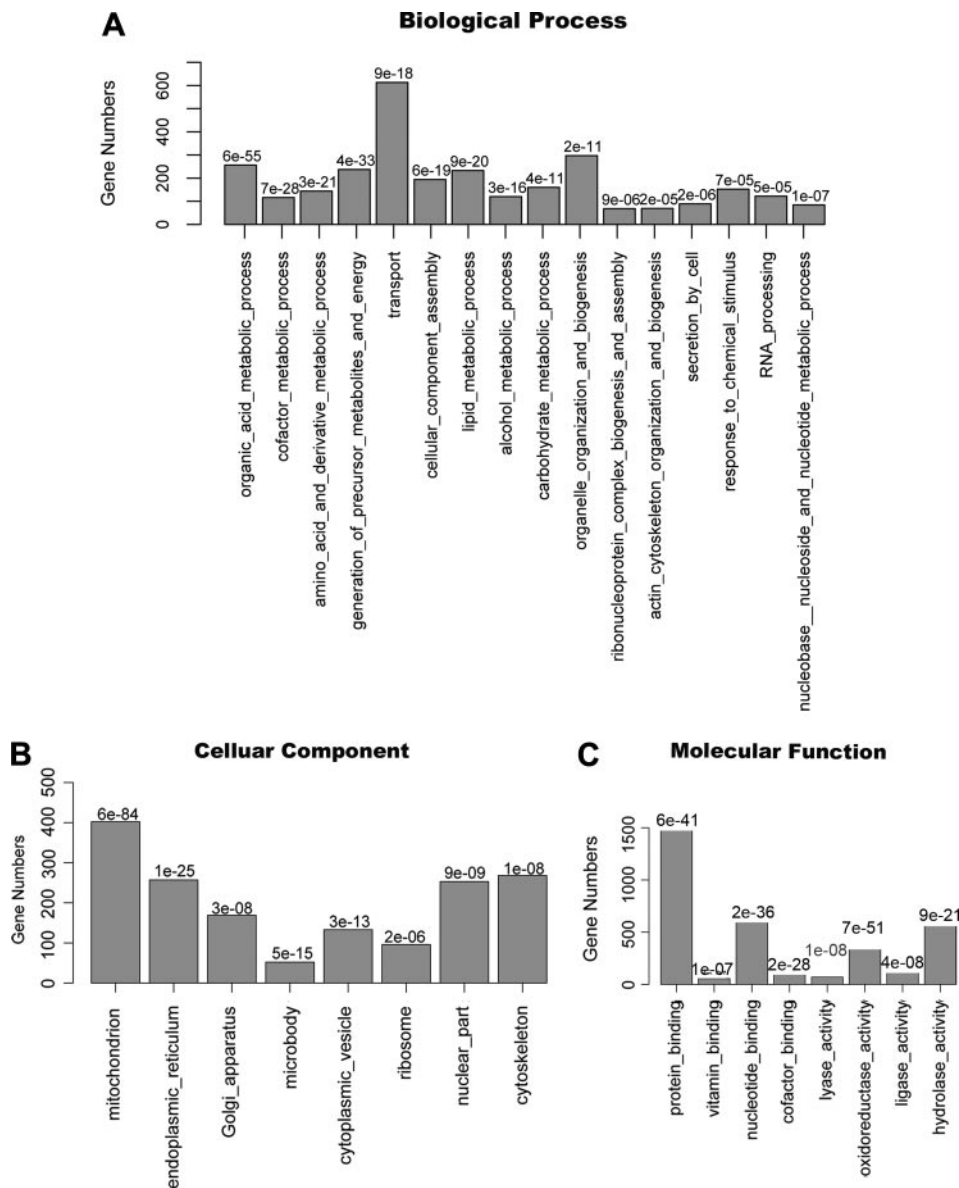 A
Biological Process
Gene Numbers
600
400
200
0
6e-55
7e-28
3e-21
4e-33
9e-18
6e-19
9e-20
3e-16
4e-11
2e-11
9e-06
2e-05
2e-06
7e-05
5e-05
1e-07
organic_acid_metabolic_process
cofactor_metabolic_process
amino_acid_and_derivative_metabolic_process
generation_of_precursor_metabolites_and_energy
transport
cellular_component_assembly
lipid_metabolic_process
alcohol_metabolic_process
carbohydrate_metabolic_process
organelle_organization_and_biogenesis
ribonucleoprotein_complex_biogenesis_and_assembly
actin_cytoskeleton_organization_and_biogenesis
secretion_by_cell
response_to_chemical_stimulus
RNA_processing
nucleobase__nucleoside_and_nucleotide_metabolic_process
B
Celluar Component
Gene Numbers
500
400
300
200
100
0
6e-84
1e-25
3e-08
5e-15
3e-13
2e-06
9e-09
1e-08
mitochondrion
endoplasmic_reticulum
Golgi_apparatus
microbody
cytoplasmic_vesicle
ribosome
nuclear_part
cytoskeleton
C
Molecular Function
Gene Numbers
1500
1000
500
0
6e-41
1e-07
2e-36
2e-28
1e-08
7e-51
4e-08
9e-21
protein_binding
vitamin_binding
nucleotide_binding
cofactor_binding
lyase_activity
oxidoreductase_activity
ligase_activity
hydrolase_activity